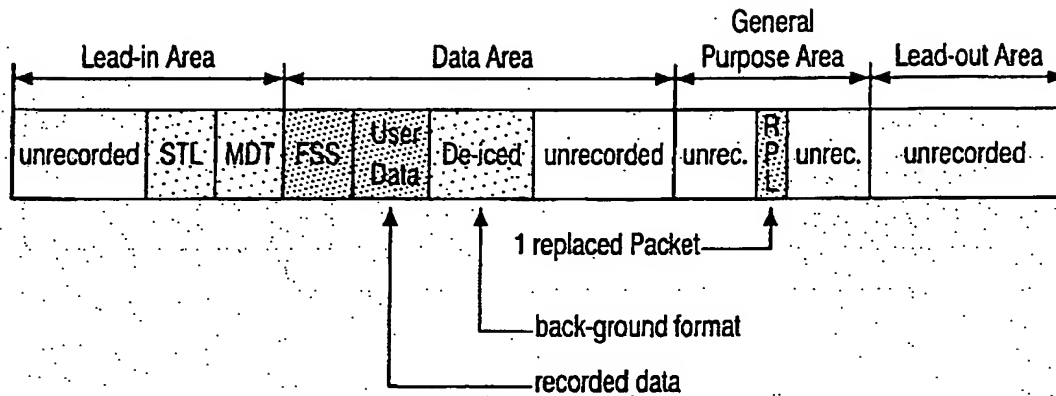 General
Lead-in Area Data Area Purpose Area Lead-out Area
unrecorded STL MDT FSS User Data De-iced unrecorded unrec. RPL unrec. unrecorded
1 replaced Packet
back-ground format
recorded data